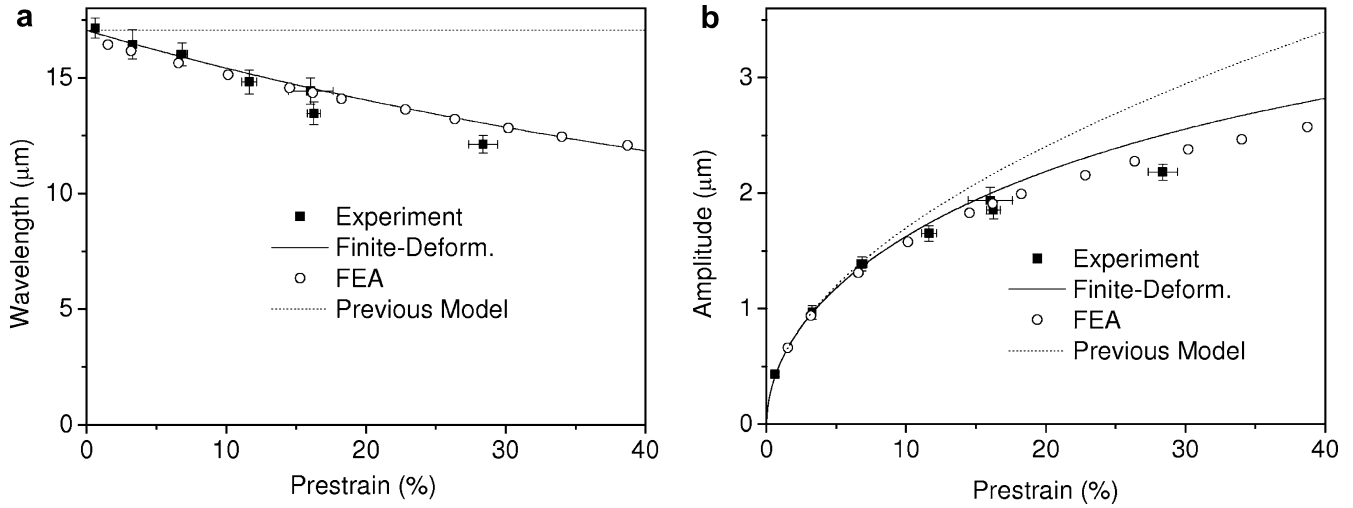 a
15
10
5
0
Wavelength (μm)
Experiment
Finite-Deform.
FEA
Previous Model
0 10 20 30 40
Prestrain (%)
b
3
2
1
0
Amplitude (μm)
Experiment
Finite-Deform.
FEA
Previous Model
0 10 20 30 40
Prestrain (%)